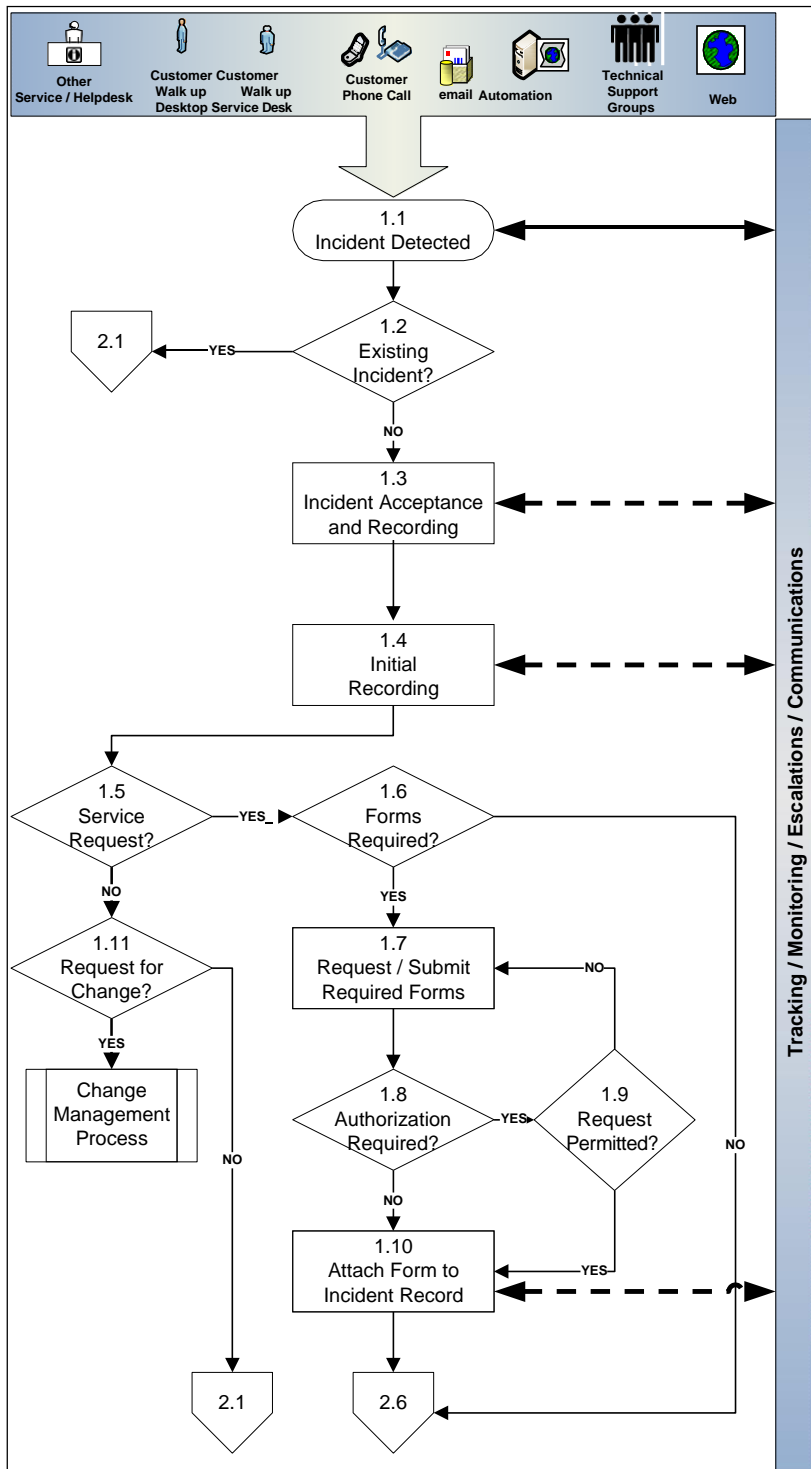 Other
Service / Helpdesk
Customer
Walk up
Desktop
Customer
Walk up
Service Desk
Customer
Phone Call
email
Automation
Technical
Support
Groups
Web
1.1
Incident Detected
1.2
Existing
Incident?
YES
2.1
NO
1.3
Incident Acceptance
and Recording
1.4
Initial
Recording
1.5
Service
Request?
YES_
1.6
Forms
Required?
NO
YES
1.11
Request for
Change?
1.7
Request / Submit
Required Forms
NO
YES
Change
Management
Process
1.8
Authorization
Required?
YES
1.9
Request
Permitted?
NO
NO
NO
1.10
Attach Form to
Incident Record
YES
2.1
2.6
Tracking / Monitoring / Escalations / Communications